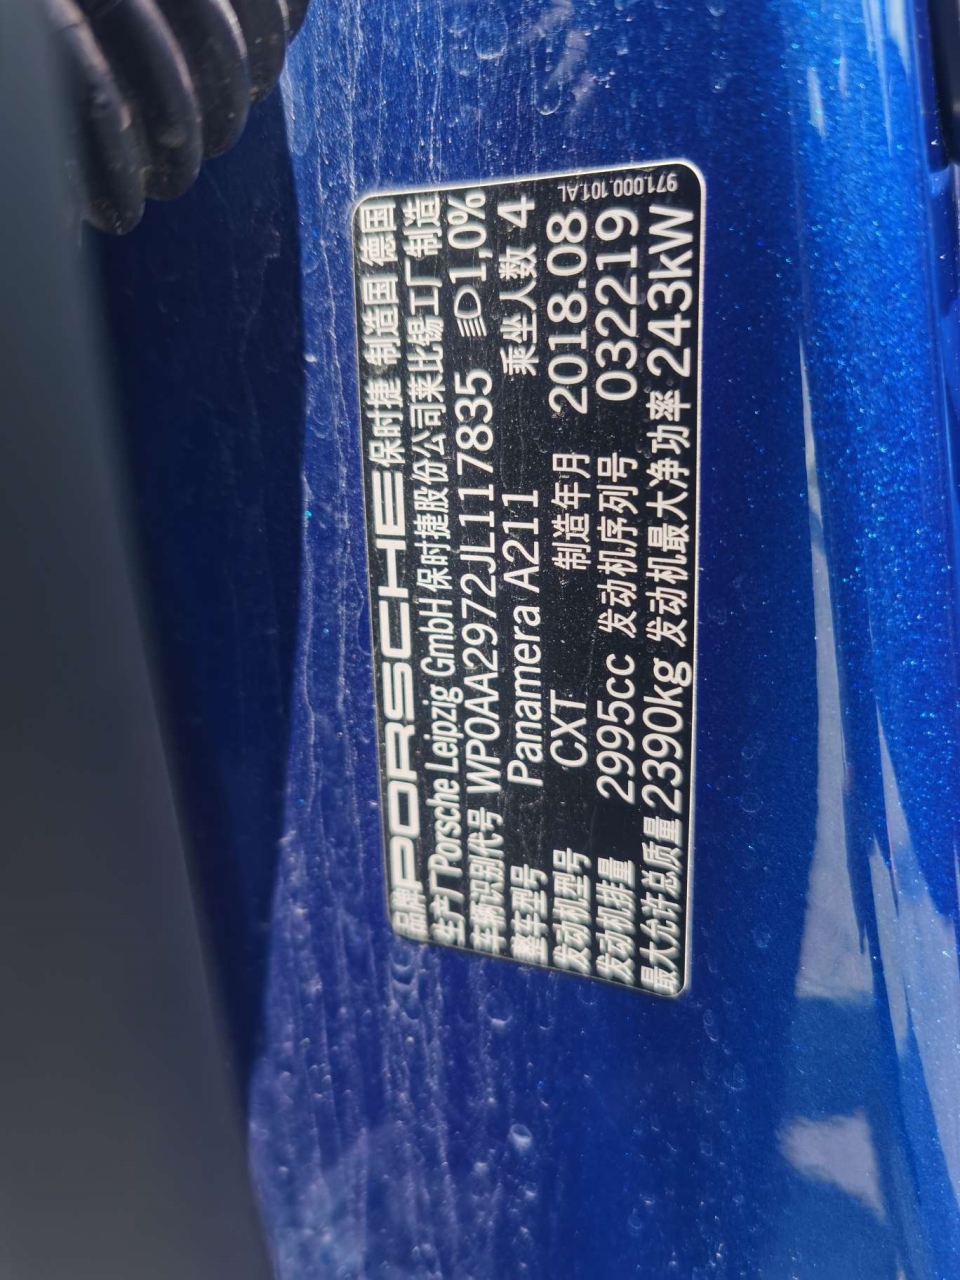 971.000.101.AL
品牌 PORSCHE 保时捷 制造国 德国
生产厂 Porsche Leipzig GmbH 保时捷股份公司莱比锡工厂制造
车辆识别代号 WP0AA2972JL117835 1,0%
整车型号 Panamera A211 乘坐人数 4
发动机型号 CXT 制造年月 2018.08
发动机排量 2995cc 发动机序列号 03219
最大允许总质量 2390kg 发动机最大净功率 243kW